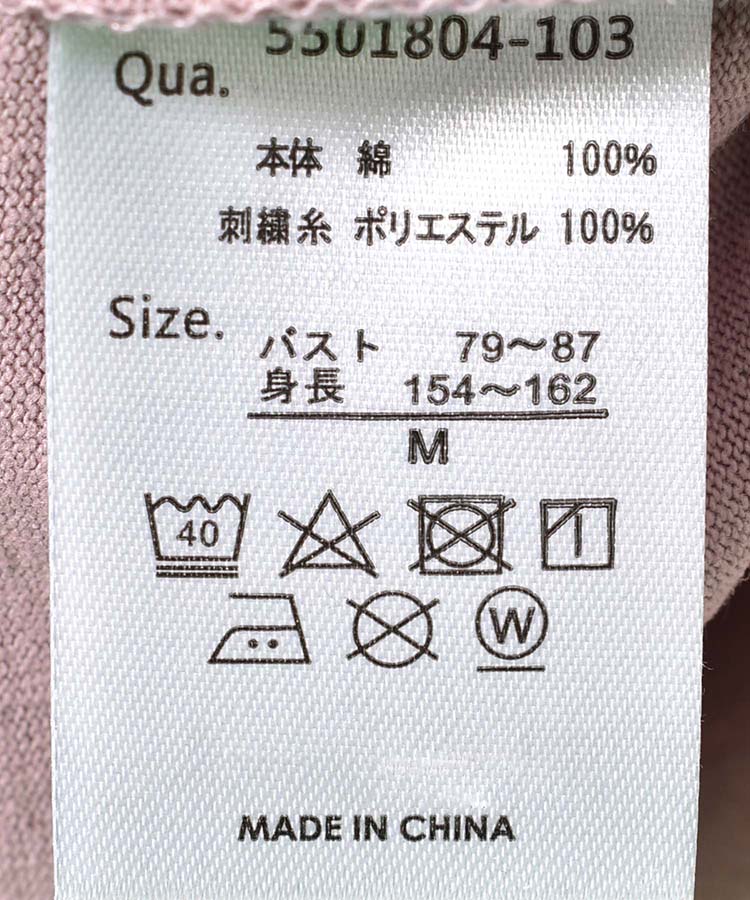 5501804-103
Qua.
本体 綿 100%
刺繍糸 ポリエステル 100%
Size.
バスト 79～87
身長 154～162
M
40
W
MADE IN CHINA